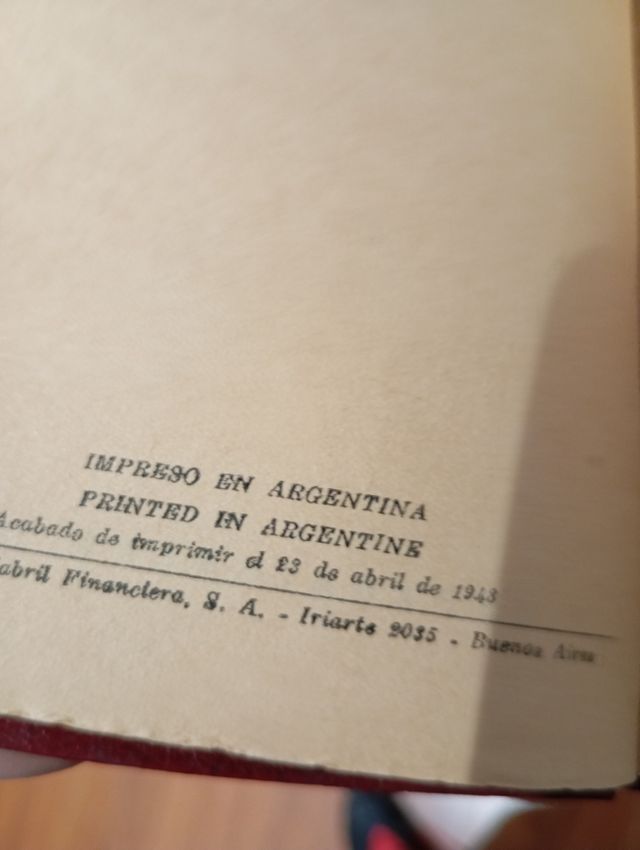 IMPRESO EN ARGENTINA
PRINTED IN ARGENTINE
Acabado de imprimir el 23 de abril de 1943
abril Financiera, S. A. - Iriarte 2035 - Buenos Aires